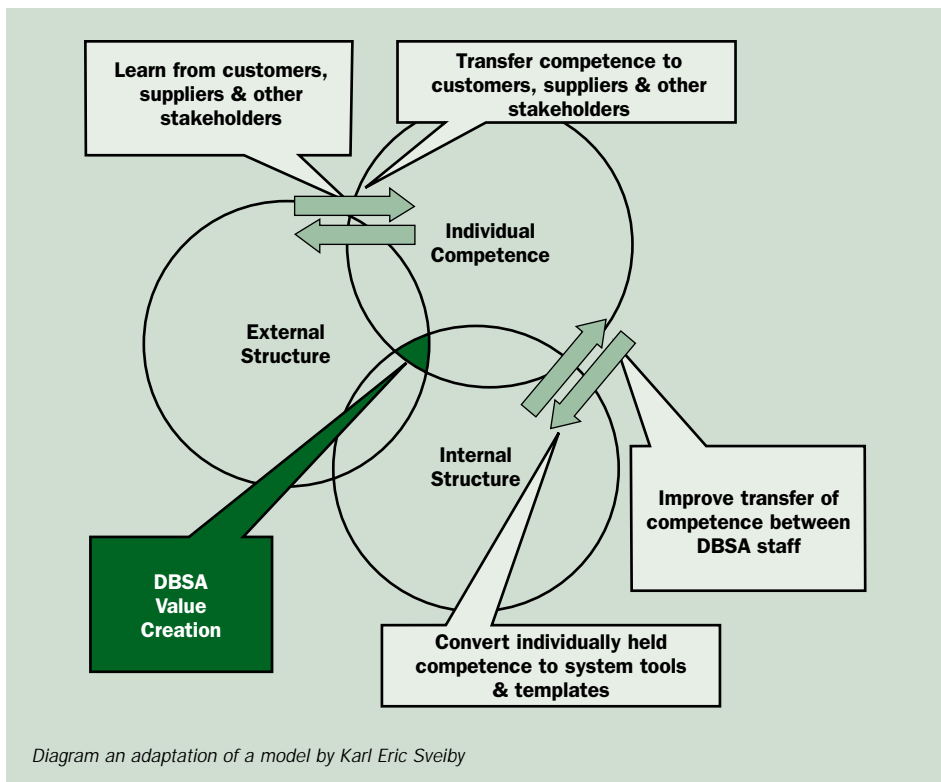 Learn from customers,
suppliers & other
stakeholders
Transfer competence to
customers, suppliers & other
stakeholders
Individual
Competence
External
Structure
Internal
Structure
Improve transfer of
competence between
DBSA staff
DBSA
Value
Creation
Convert individually held
competence to system tools
& templates
Diagram an adaptation of a model by Karl Eric Sveiby